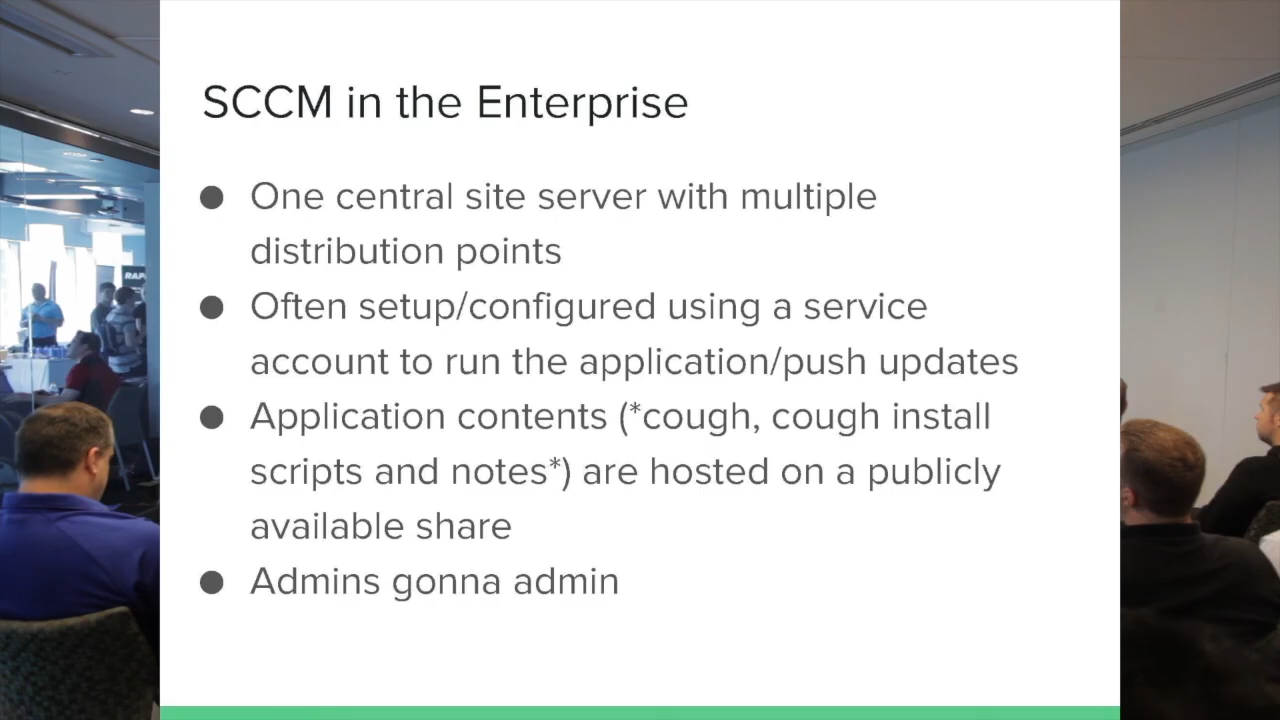 SCCM in the Enterprise
● One central site server with multiple
distribution points
● Often setup/configured using a service
account to run the application/push updates
● Application contents (*cough, cough install
scripts and notes*) are hosted on a publicly
available share
● Admins gonna admin